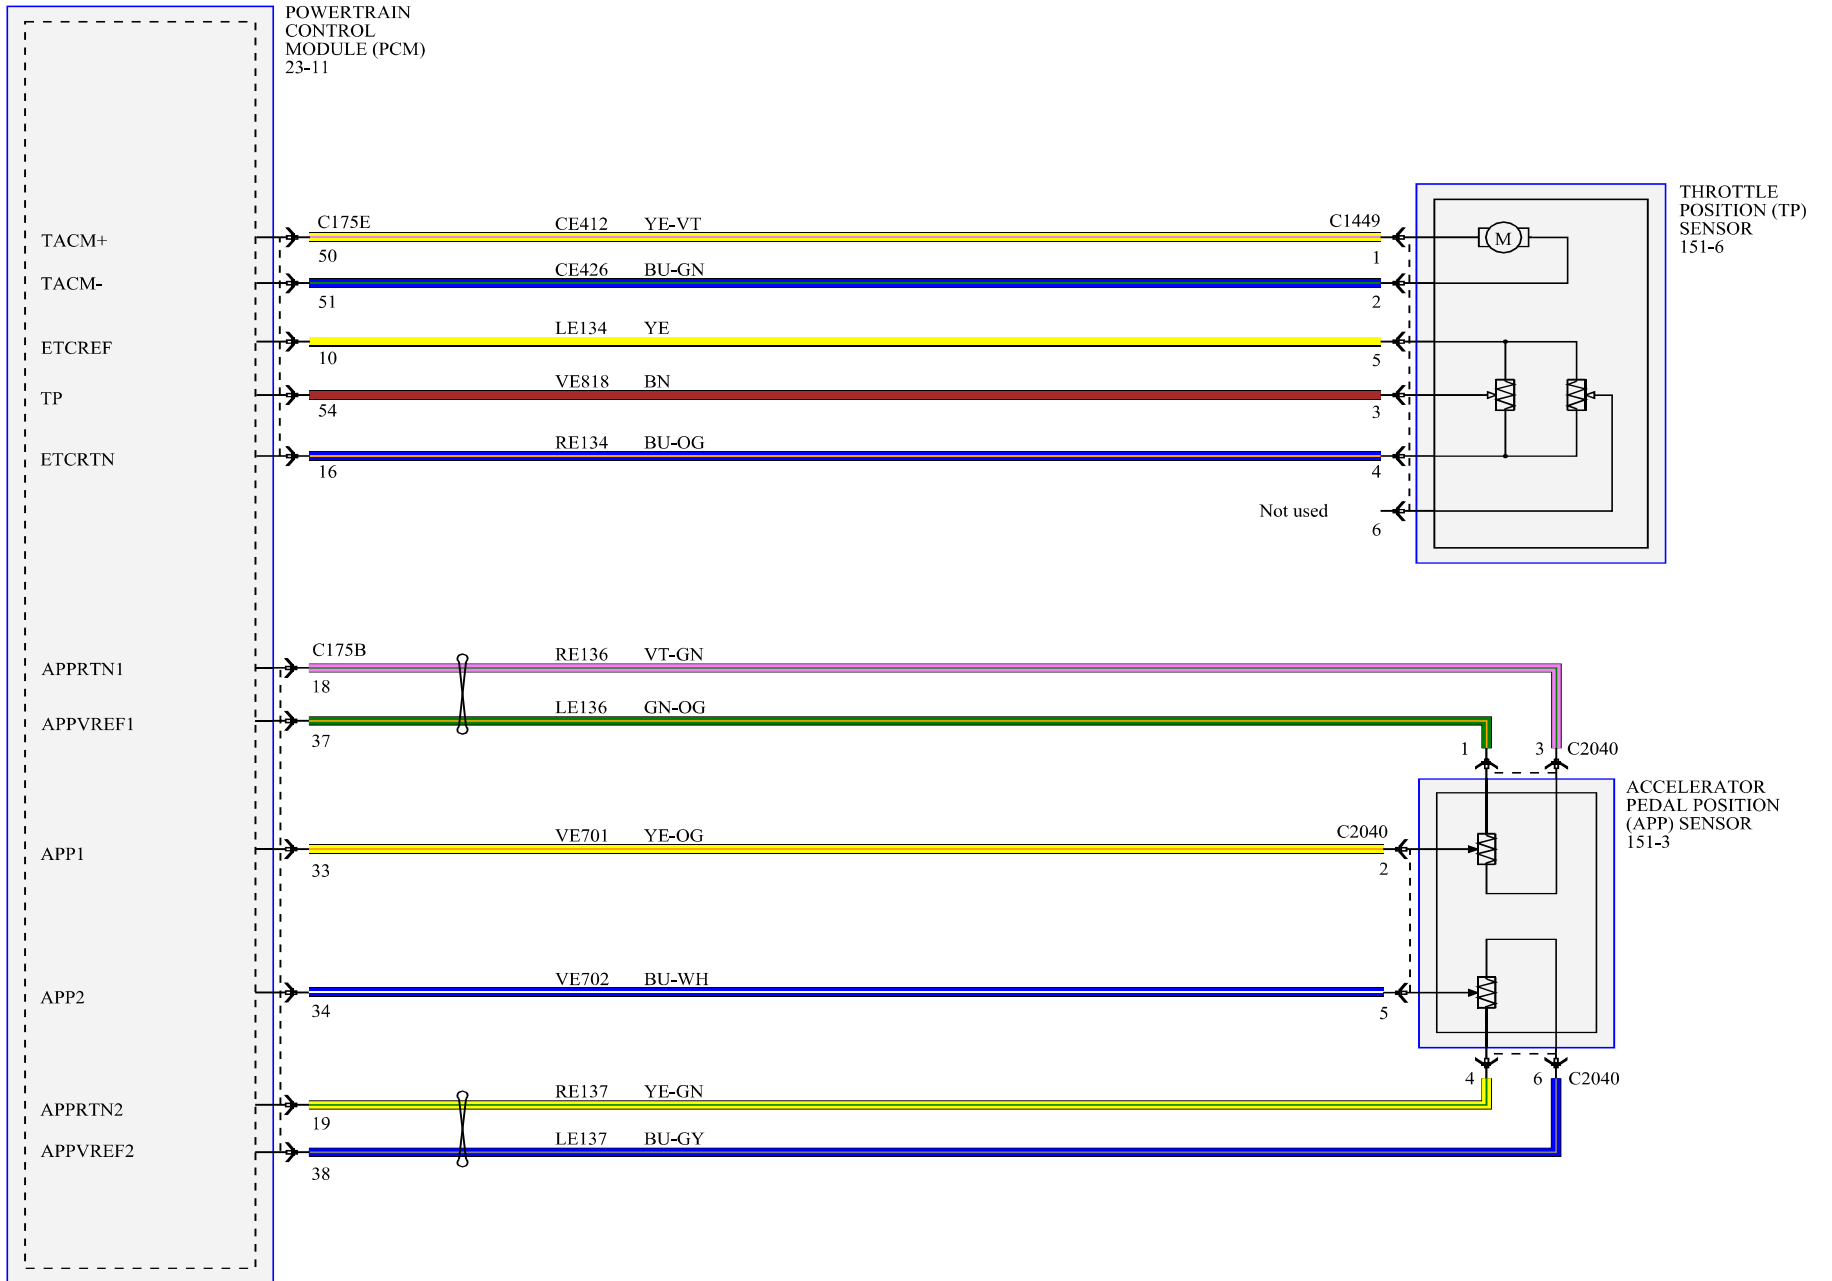 POWERTRAIN
CONTROL
MODULE (PCM)
23-11
THROTTLE
POSITION (TP)
SENSOR
151-6
TACM+
C175E
50
CE412 YE-VT
C1449
1
M
TACM-
51
CE426 BU-GN
2
ETCREF
10
LE134 YE
5
TP
54
VE818 BN
3
ETCRTN
16
RE134 BU-OG
4
Not used
6
APPRTN1
C175B
18
RE136 VT-GN
APPVREF1
37
LE136 GN-OG
1 3 C2040
ACCELERATOR
PEDAL POSITION
(APP) SENSOR
151-3
APP1
33
VE701 YE-OG
C2040
2
APP2
34
VE702 BU-WH
5
4 6 C2040
APPRTN2
19
RE137 YE-GN
APPVREF2
38
LE137 BU-GY